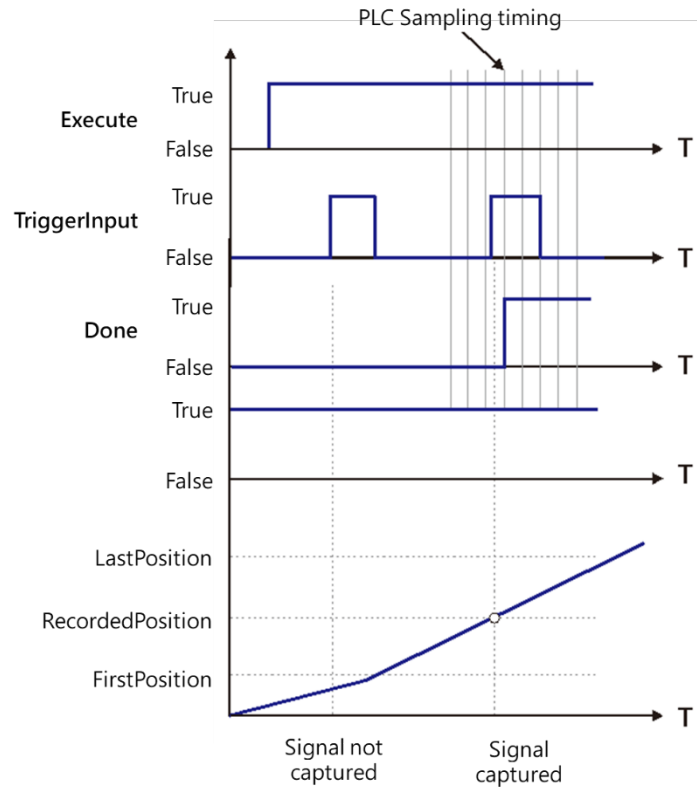 PLC Sampling timing
True
Execute
False
T
True
TriggerInput
False
T
True
Done
False
T
True
False
T
LastPosition
RecordedPosition
FirstPosition
T
Signal not
captured
Signal
captured